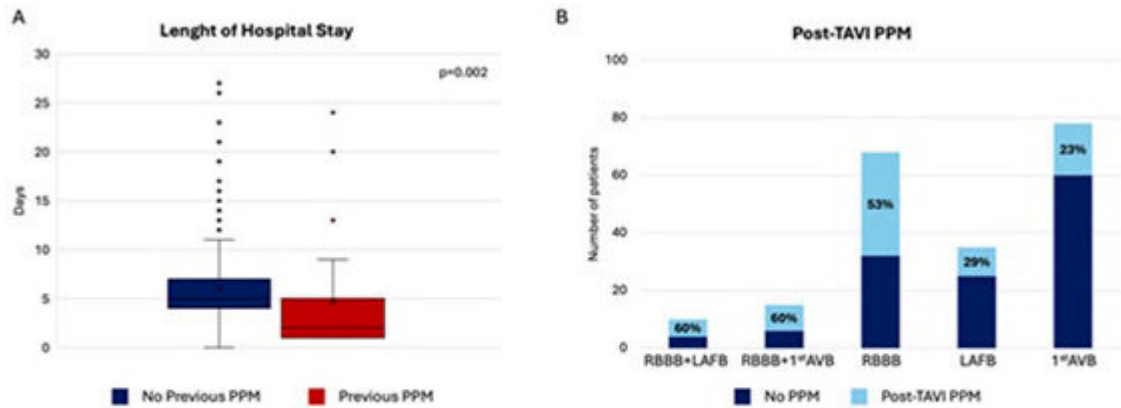 A
Lenght of Hospital Stay
p=0.002
30
25
20
15
10
5
0
Days
No Previous PPM
Previous PPM
B
Post-TAVI PPM
100
80
60
40
20
0
Number of patients
60%
60%
53%
29%
23%
RBBB+LAFB
RBBB+1ˢᵗAVB
RBBB
LAFB
1ˢᵗAVB
No PPM
Post-TAVI PPM